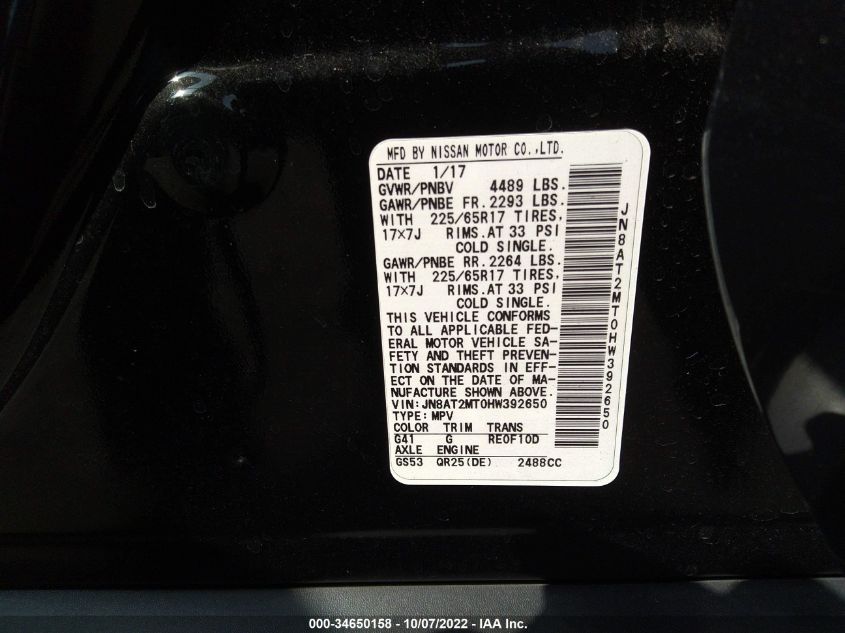 MFD BY NISSAN MOTOR CO.,LTD.
DATE 1/17
GVWR/PNBV 4489 LBS.
GAWR/PNBE FR. 2293 LBS.
WITH 225/65R17 TIRES,
17×7J RIMS.AT 33 PSI
COLD SINGLE.
GAWR/PNBE RR. 2264 LBS.
WITH 225/65R17 TIRES,
17×7J RIMS.AT 33 PSI
COLD SINGLE.
THIS VEHICLE CONFORMS
TO ALL APPLICABLE FED-
ERAL MOTOR VEHICLE SA-
FETY AND THEFT PREVEN-
TION STANDARDS IN EFF-
ECT ON THE DATE OF MA-
NUFACTURE SHOWN ABOVE.
VIN: JN8AT2MT0HW392650
TYPE: MPV
COLOR TRIM TRANS
G41 G RE0F10D
AXLE ENGINE
GS53 QR25(DE) 2488CC
JN8AT2MT0HW392650
000-34650158 - 10/07/2022 - IAA Inc.